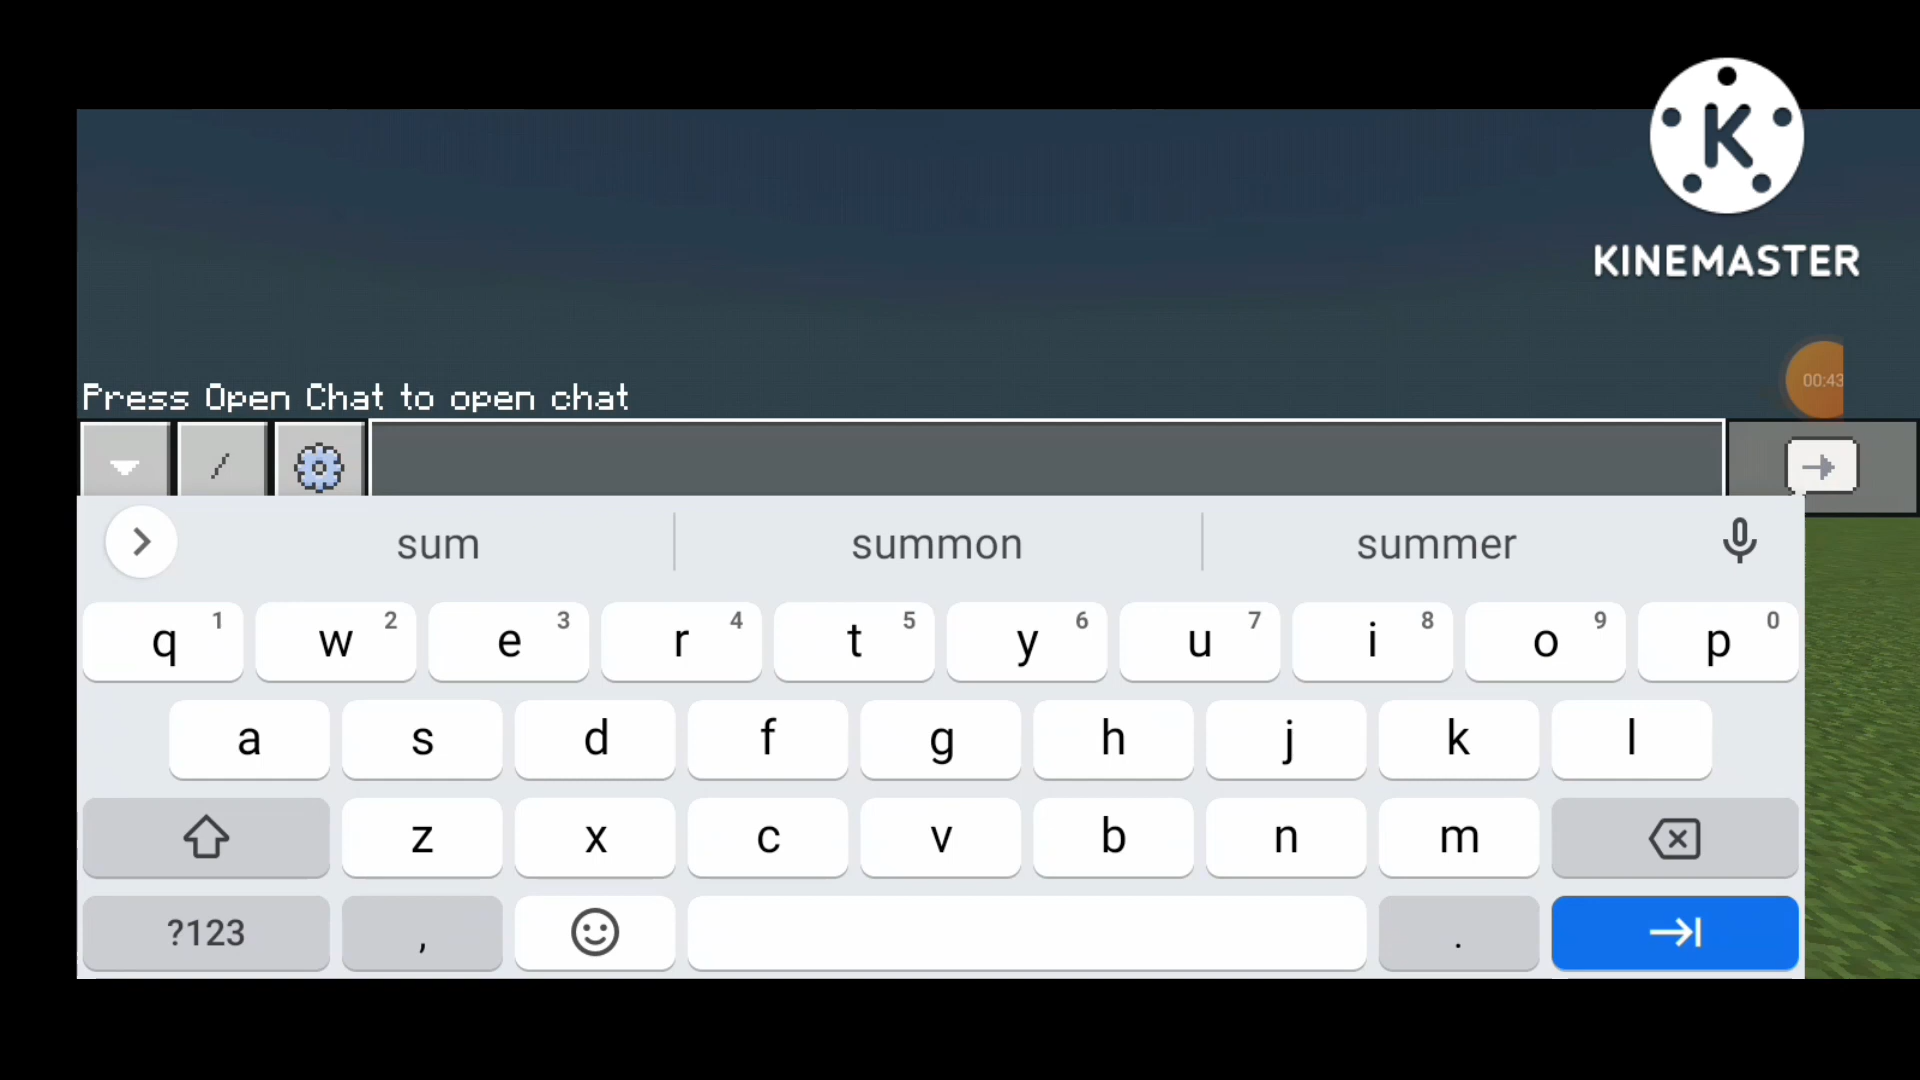 K
KINEMASTER
00:43
Press Open Chat to open chat
/
sum summon summer
q 1 w 2 e 3 r 4 t 5 y 6 u 7 i 8 o 9 p 0
a s d f g h j k l
z x c v b n m
?123 , .